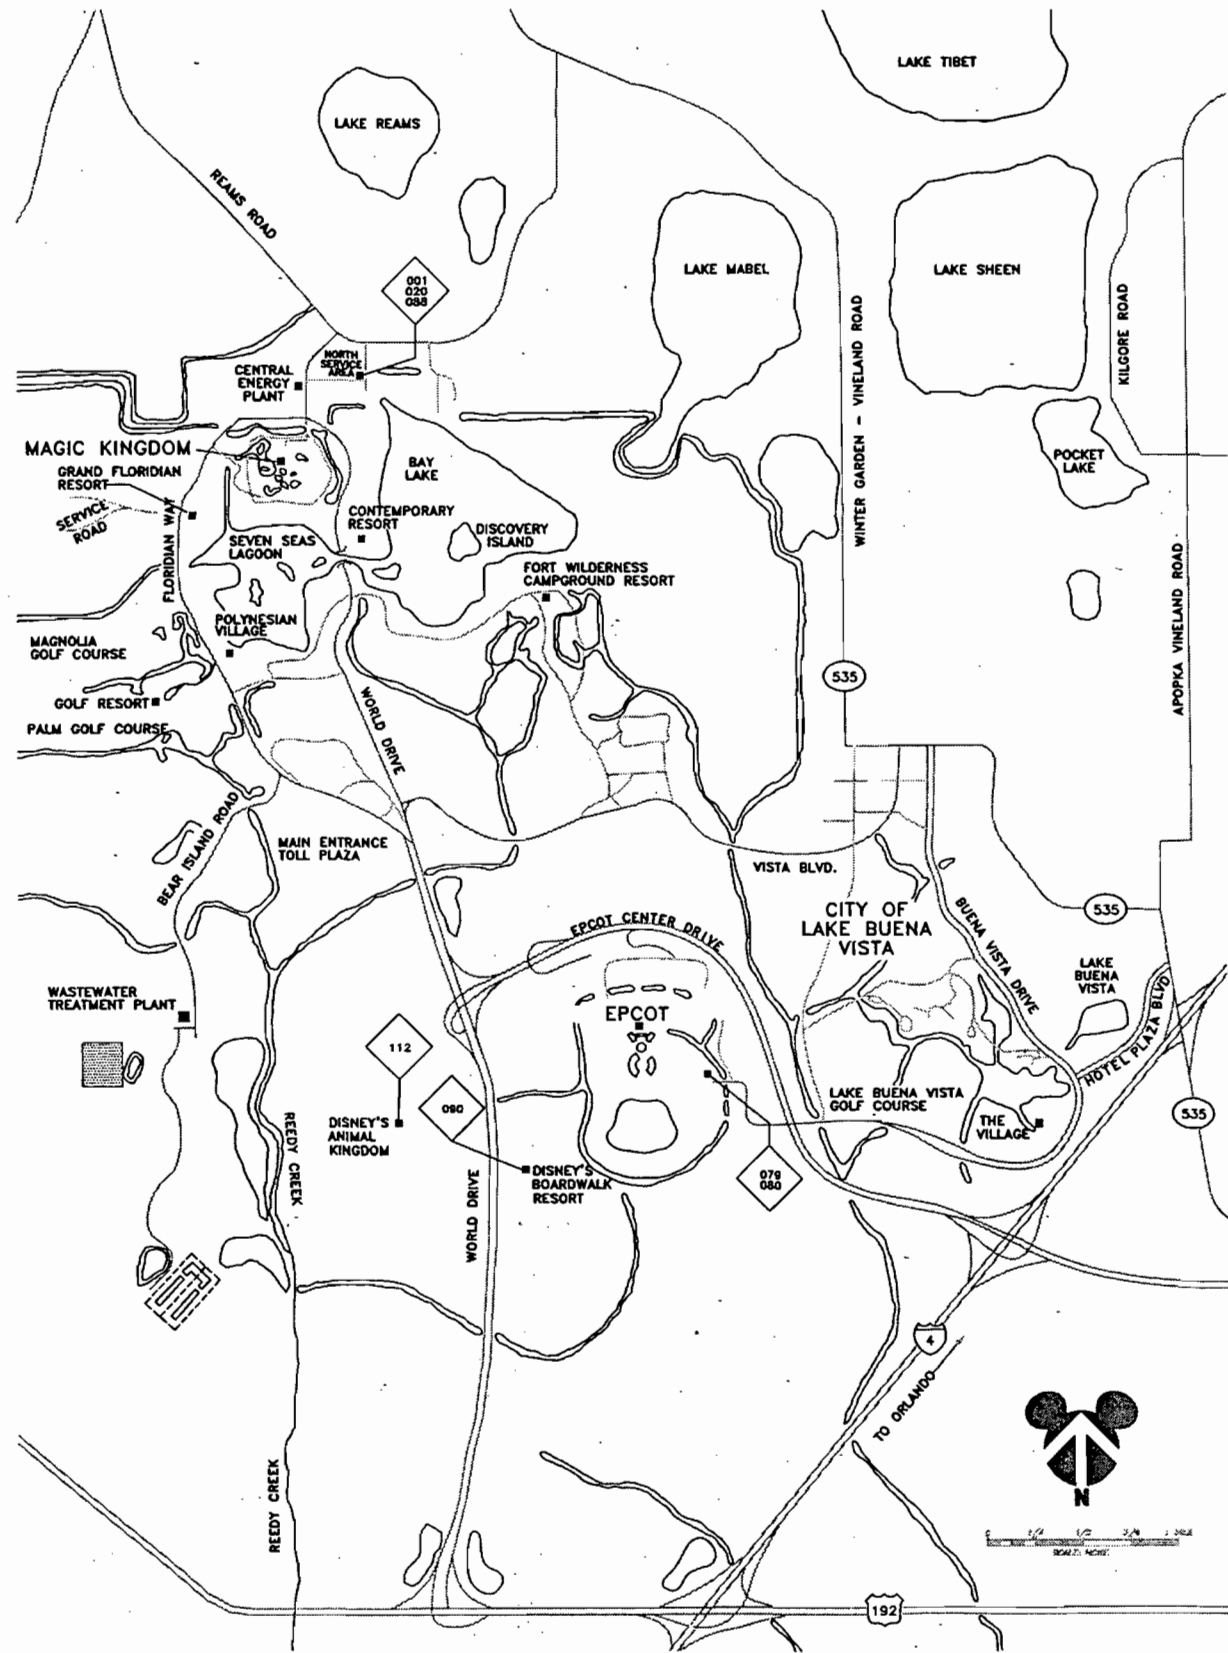 LAKE TIBET
LAKE REAMS
REAMS ROAD
LAKE MABEL
LAKE SHEEN
001
020
088
WINTER GARDEN – VINELAND ROAD
KILGORE ROAD
NORTH
SERVICE
AREA
CENTRAL
ENERGY
PLANT
MAGIC KINGDOM
GRAND FLORIDIAN
RESORT
BAY
LAKE
POCKET
LAKE
SERVICE
ROAD
FLORIDIAN WAY
CONTEMPORARY
RESORT
SEVEN SEAS
LAGOON
DISCOVERY
ISLAND
FORT WILDERNESS
CAMPGROUND RESORT
APOPKA VINELAND ROAD
POLYNESIAN
VILLAGE
MAGNOLIA
GOLF COURSE
GOLF RESORT
535
PALM GOLF COURSE
WORLD DRIVE
BEAR ISLAND ROAD
MAIN ENTRANCE
TOLL PLAZA
VISTA BLVD.
CITY OF
LAKE BUENA
VISTA
535
BUENA VISTA DRIVE
EPCOT CENTER DRIVE
LAKE
BUENA
VISTA
WASTEWATER
TREATMENT PLANT
EPCOT
HOTEL PLAZA BLVD
112
090
LAKE BUENA VISTA
GOLF COURSE
535
DISNEY'S
ANIMAL
KINGDOM
THE
VILLAGE
REEDY CREEK
DISNEY'S
BOARDWALK
RESORT
079
080
WORLD DRIVE
4
TO ORLANDO
REEDY CREEK
N
192